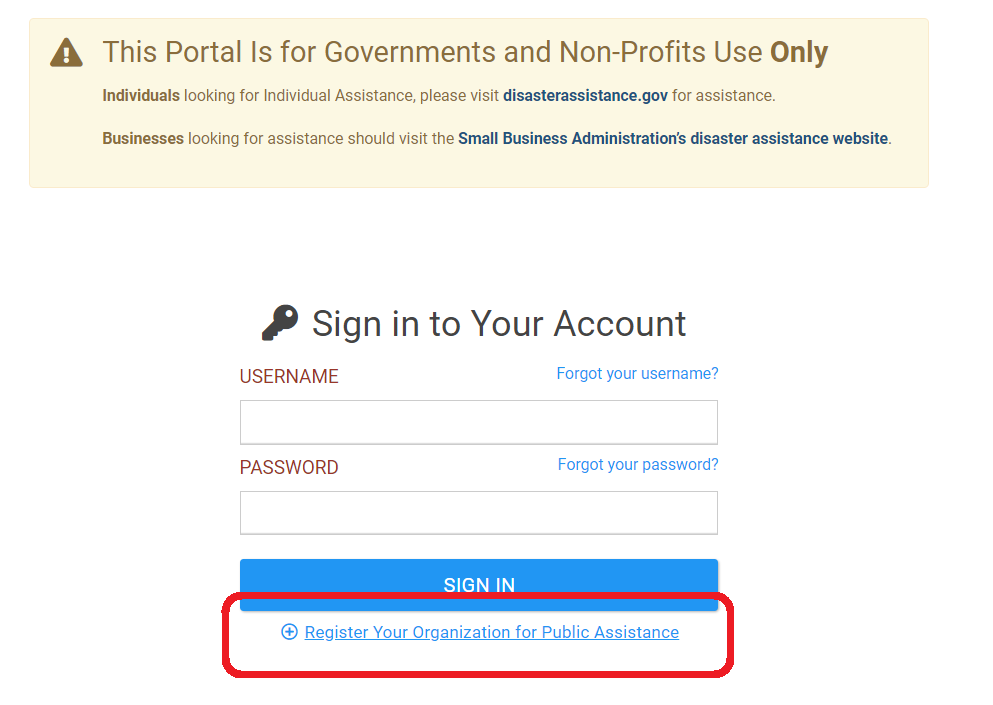 This Portal Is for Governments and Non-Profits Use Only
Individuals looking for Individual Assistance, please visit disasterassistance.gov for assistance.
Businesses looking for assistance should visit the Small Business Administration's disaster assistance website.
Sign in to Your Account
USERNAME Forgot your username?
PASSWORD Forgot your password?
SIGN IN
Register Your Organization for Public Assistance